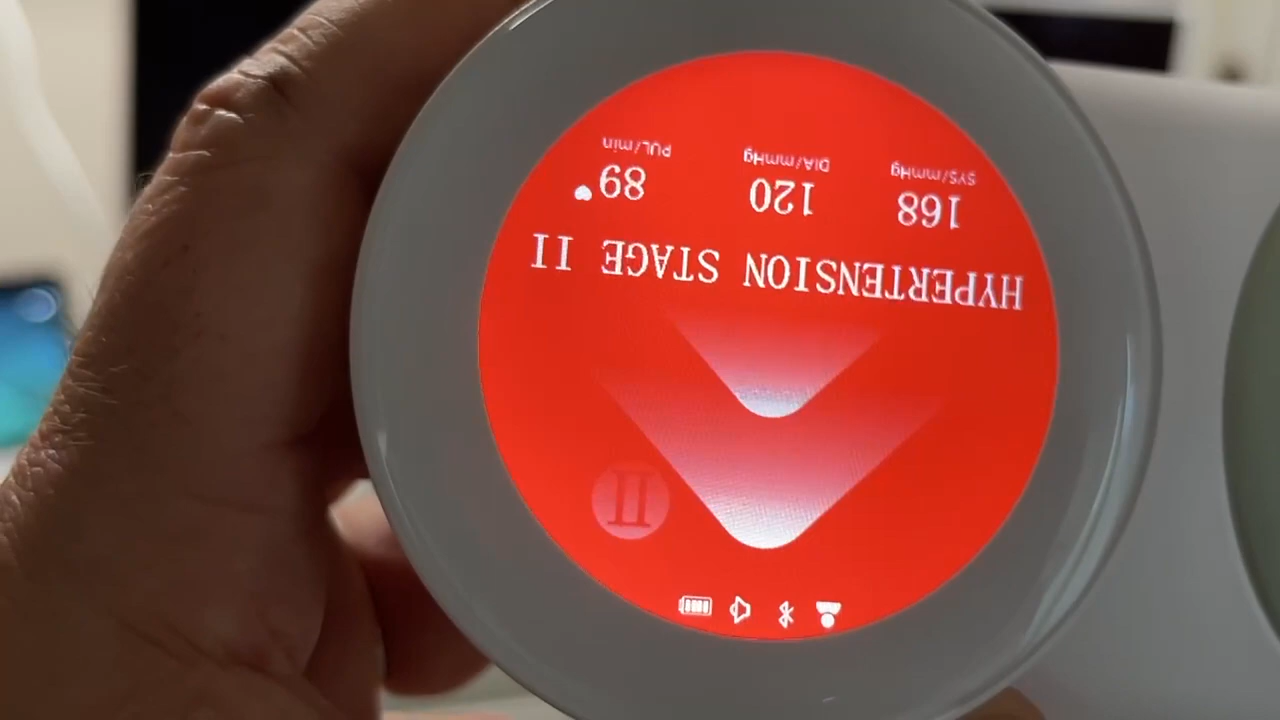 II
HYPERTENSION STAGE II
168 120 89
SYS/mmHg DIA/mmHg PUL/min